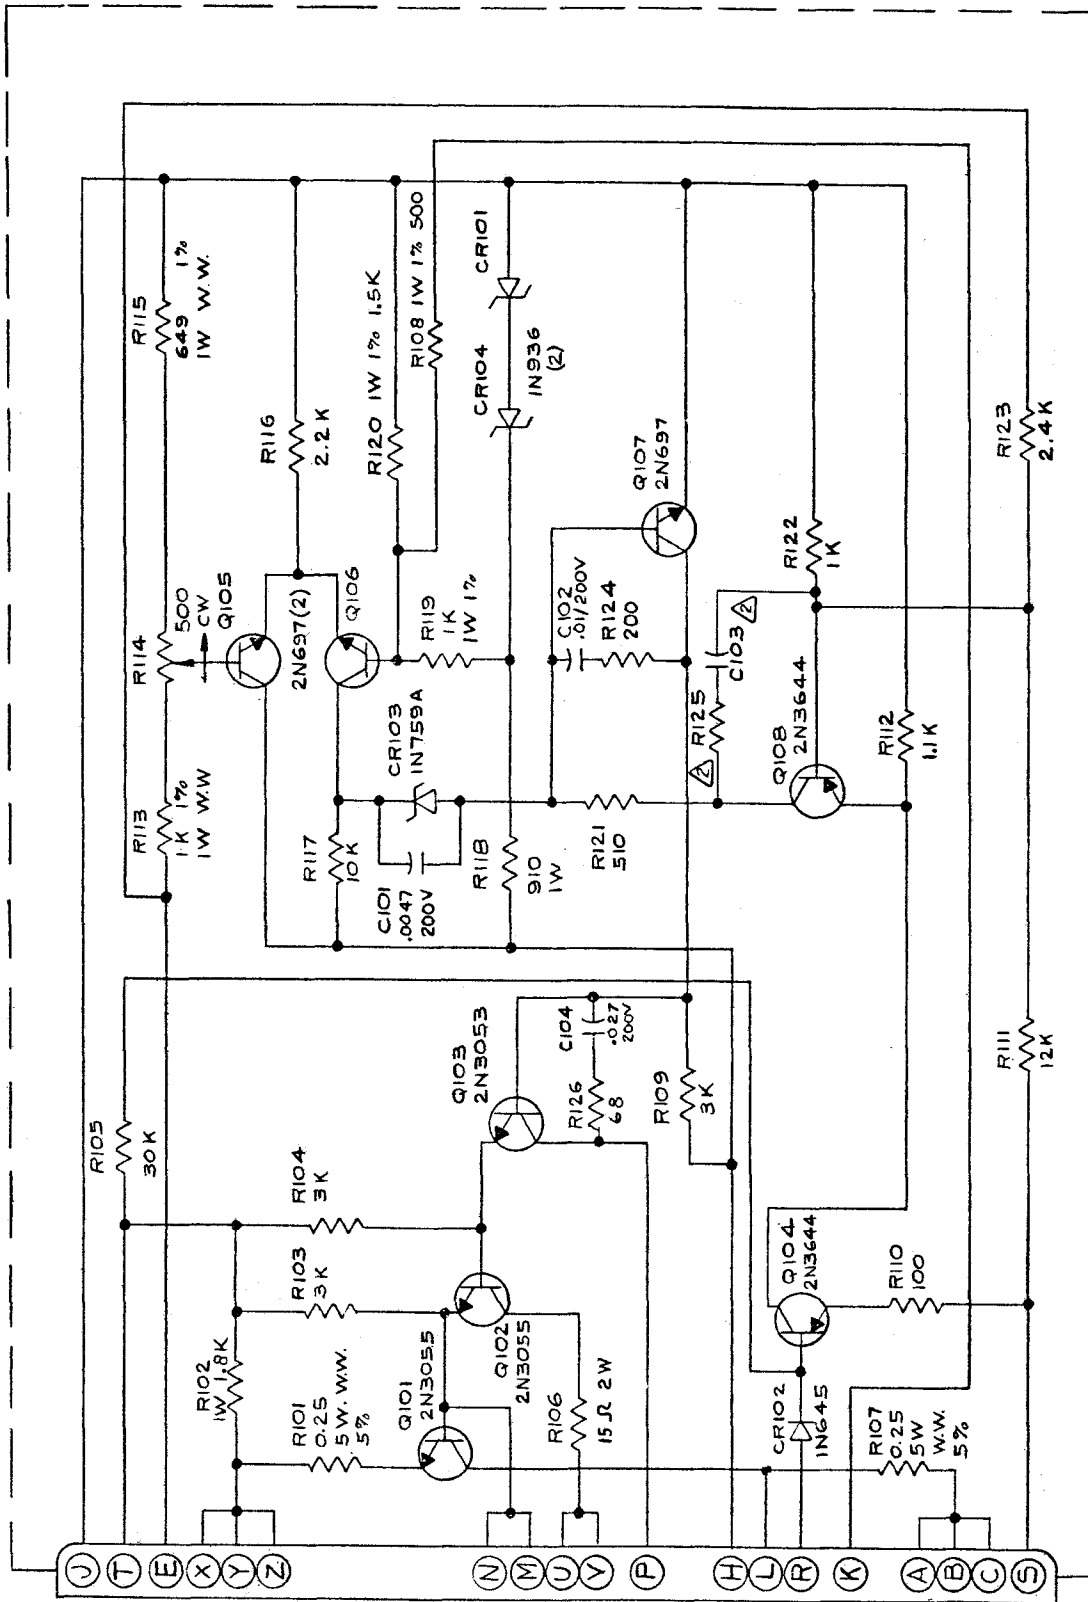 R115
649 1%
1W W.W.
R114
500
CW
Q105
R113
1K 1%
1W W.W
R116
2.2K
2N697(2)
Q106
R120 1W 1% 1.5K
R108 1W 1% 500
R119
1K
1W 1%
CR101
CR104
1N936
(2)
R117
10K
CR103
1N759A
C101
.0047
200V
R118
910
1W
Q107
2N697
C102
.01/200V
R124
200
R121
510
R125
2
C103
2
R122
1K
Q108
2N3644
R112
1.1K
R123
2.4K
R111
12K
R105
30K
R104
3K
R103
3K
R102
1W 1.8K
R101
0.25
5W. W.W.
5%
Q101
2N3055
Q102
2N3055
Q103
2N3053
C104
.027
200V
R126
68
R109
3K
R106
15Ω 2W
Q104
2N3644
R110
100
CR102
1N645
R107
0.25
5W
W.W.
5%
J
T
E
X
Y
Z
N
M
U
V
P
H
L
R
K
A
B
C
S